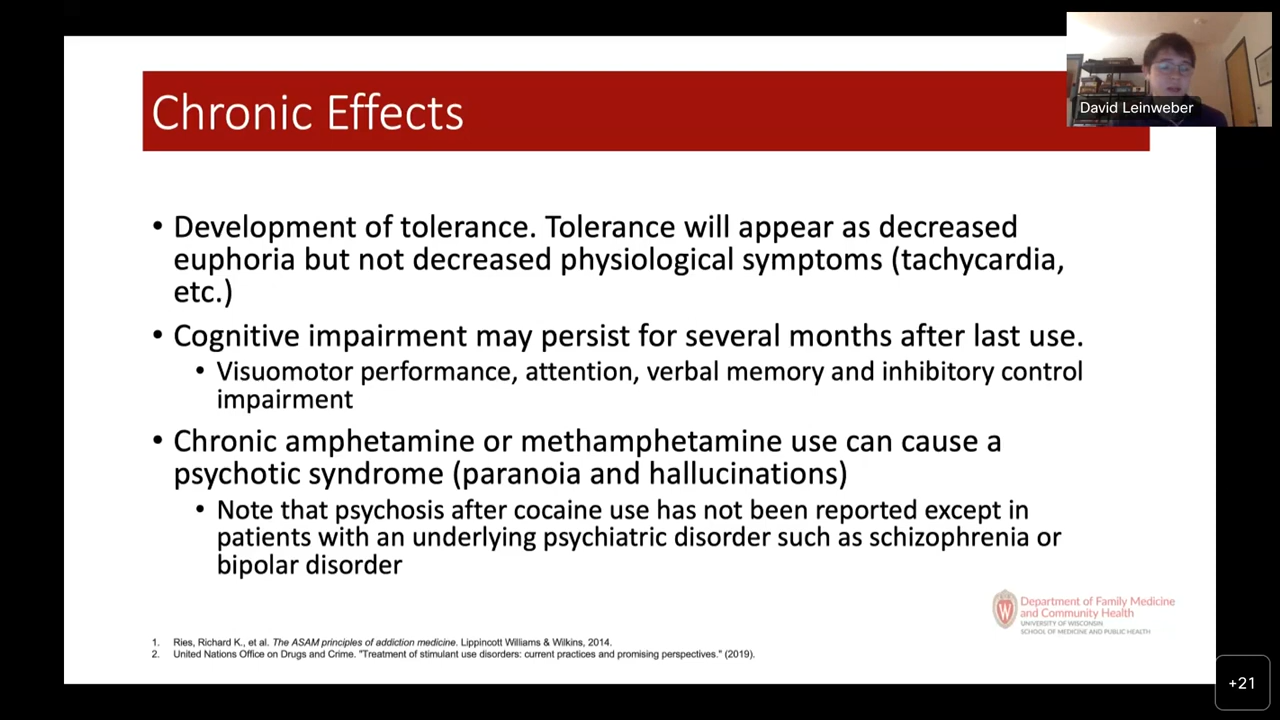 Chronic Effects
David Leinweber
• Development of tolerance. Tolerance will appear as decreased
euphoria but not decreased physiological symptoms (tachycardia,
etc.)
• Cognitive impairment may persist for several months after last use.
• Visuomotor performance, attention, verbal memory and inhibitory control
impairment
• Chronic amphetamine or methamphetamine use can cause a
psychotic syndrome (paranoia and hallucinations)
• Note that psychosis after cocaine use has not been reported except in
patients with an underlying psychiatric disorder such as schizophrenia or
bipolar disorder
W
Department of Family Medicine
and Community Health
UNIVERSITY OF WISCONSIN
SCHOOL OF MEDICINE AND PUBLIC HEALTH
1. Ries, Richard K., et al. The ASAM principles of addiction medicine. Lippincott Williams & Wilkins, 2014.
2. United Nations Office on Drugs and Crime. "Treatment of stimulant use disorders: current practices and promising perspectives." (2019).
+21